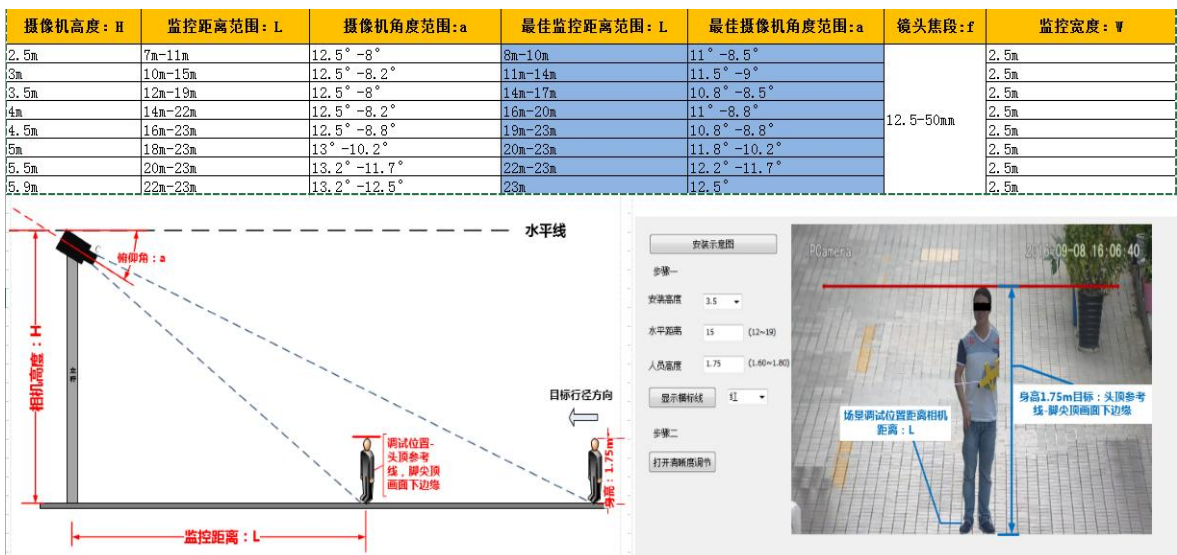 摄像机高度：H 监控距离范围：L 摄像机角度范围:a 最佳监控距离范围：L 最佳摄像机角度范围:a 镜头焦段:f 监控宽度：W
2.5m 7m-11m 12.5°-8° 8m-10m 11°-8.5° 2.5m
3m 10m-15m 12.5°-8.2° 11m-14m 11.5°-9° 2.5m
3.5m 12m-19m 12.5°-8° 14m-17m 10.8°-8.5° 2.5m
4m 14m-22m 12.5°-8.2° 16m-20m 11°-8.8° 2.5m
12.5-50mm
4.5m 16m-23m 12.5°-8.8° 19m-23m 10.8°-8.8° 2.5m
5m 18m-23m 13°-10.2° 20m-23m 11.8°-10.2° 2.5m
5.5m 20m-23m 13.2°-11.7° 22m-23m 12.2°-11.7° 2.5m
5.9m 22m-23m 13.2°-12.5° 23m 12.5° 2.5m
水平线
俯仰角：a
相机高度：H
立杆
目标行径方向
调试位置-
头顶参考
线，脚尖顶
画面下边缘
身高：1.75m
监控距离：L
安装示意图
步骤一
安装高度 3.5
水平距离 15 (12~19)
人员高度 1.75 (1.60~1.80)
显示横标线 红
步骤二
打开清晰度调节
PCamera
09-08 16:06:40
身高1.75m目标：头顶参考
线-脚尖顶画面下边缘
场景调试位置距离相机
距离：L